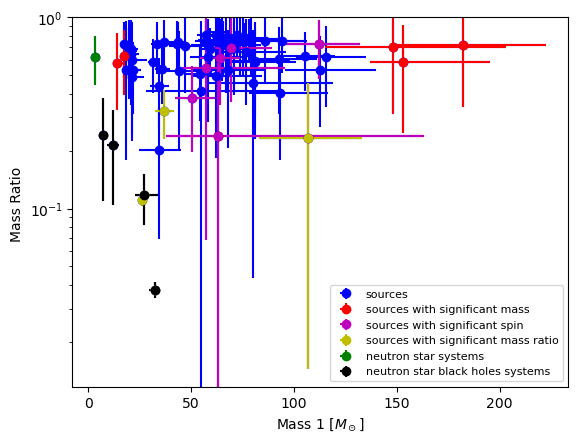 10⁰
Mass Ratio
10⁻¹
sources
sources with significant mass
sources with significant spin
sources with significant mass ratio
neutron star systems
neutron star black holes systems
0 50 100 150 200
Mass 1 [M⊙]